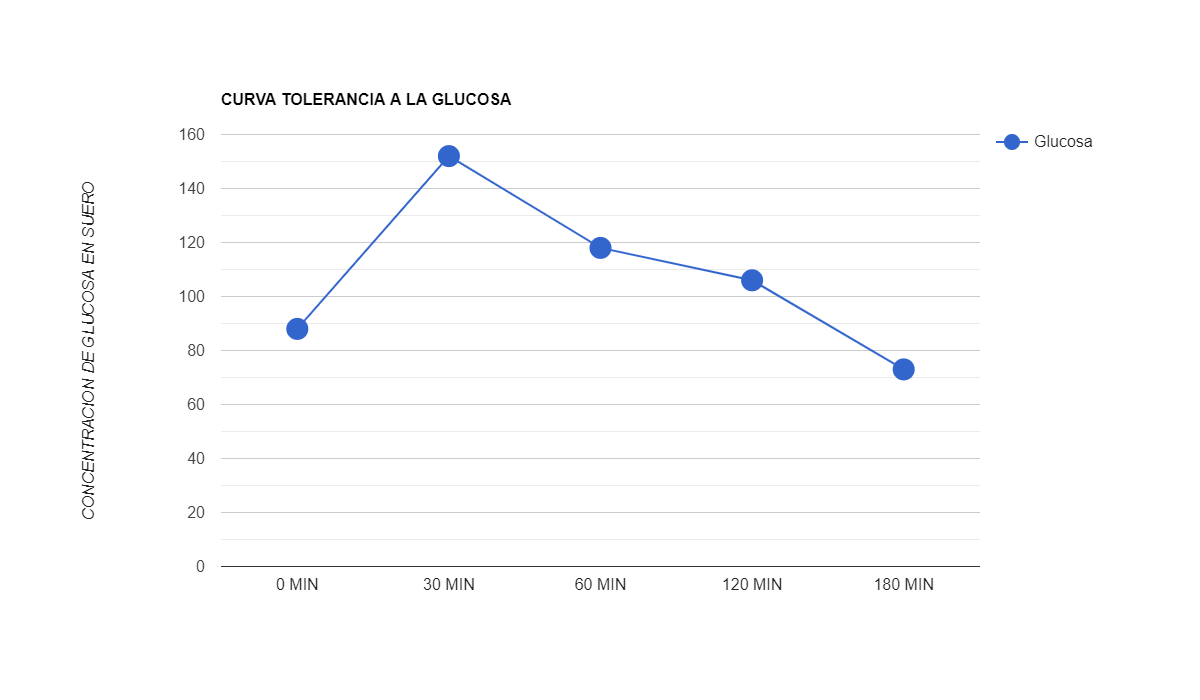 CURVA TOLERANCIA A LA GLUCOSA
Glucosa
CONCENTRACION DE GLUCOSA EN SUERO
160
140
120
100
80
60
40
20
0
0 MIN
30 MIN
60 MIN
120 MIN
180 MIN